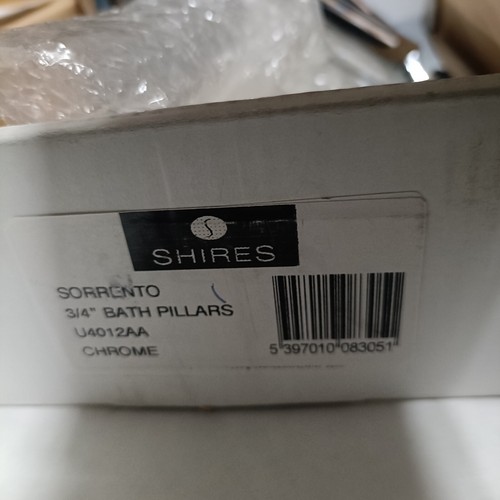 SHIRES
SORRENTO
3/4" BATH PILLARS
U4012AA
CHROME
5 397010 083051